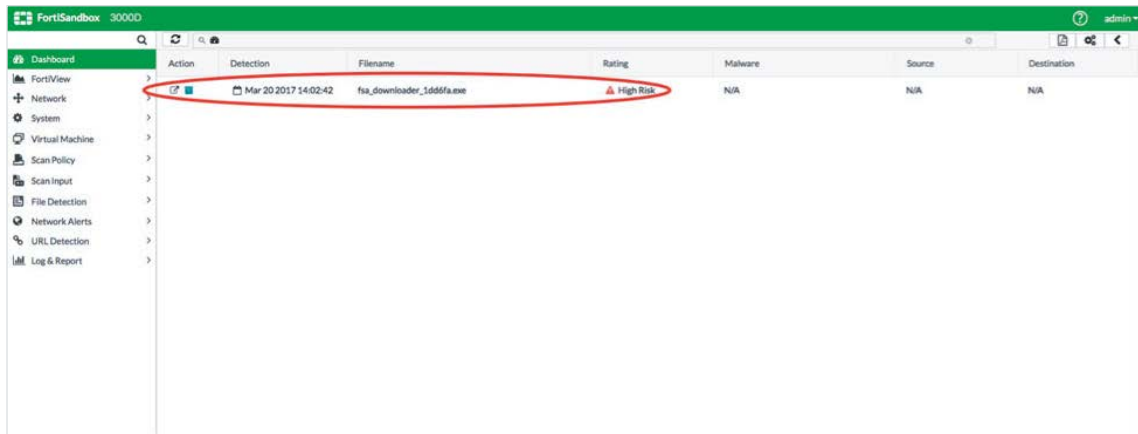 FortiSandbox 3000D
admin
Dashboard
Action Detection Filename Rating Malware Source Destination
FortiView
Mar 20 2017 14:02:42 fsa_downloader_1dd6fa.exe High Risk N/A N/A N/A
Network
System
Virtual Machine
Scan Policy
Scan Input
File Detection
Network Alerts
URL Detection
Log & Report